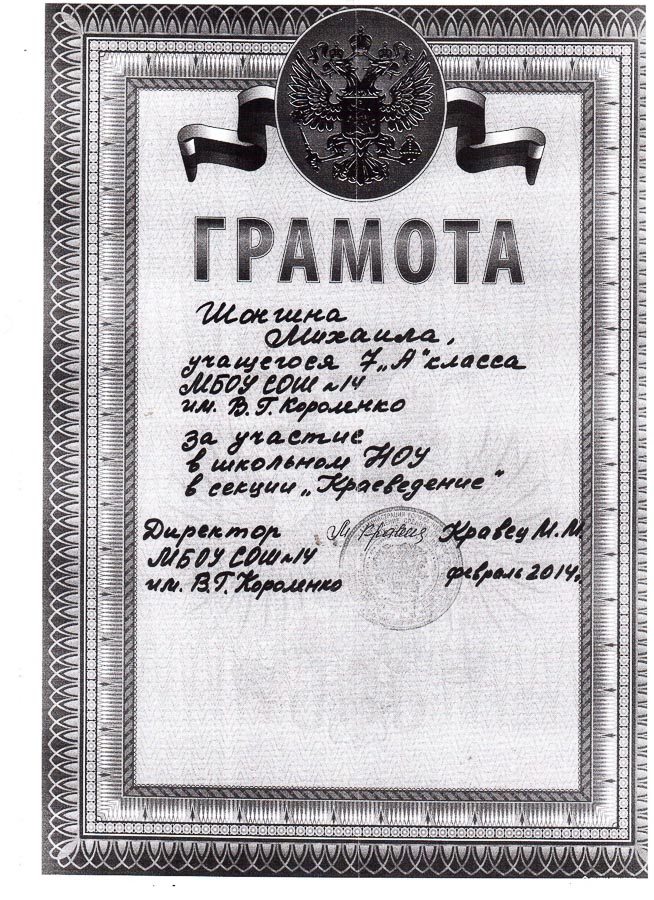 ГРАМОТА
Шонгина
Михаила,
учащегося 7 „А" класса
МБОУ СОШ №14
им. В. Г. Короленко
за участие
в школьном НОУ
в секции „Краеведение"
Директор Кравец М. М.
МБОУ СОШ №14
им. В. Г. Короленко февраль 2014г.